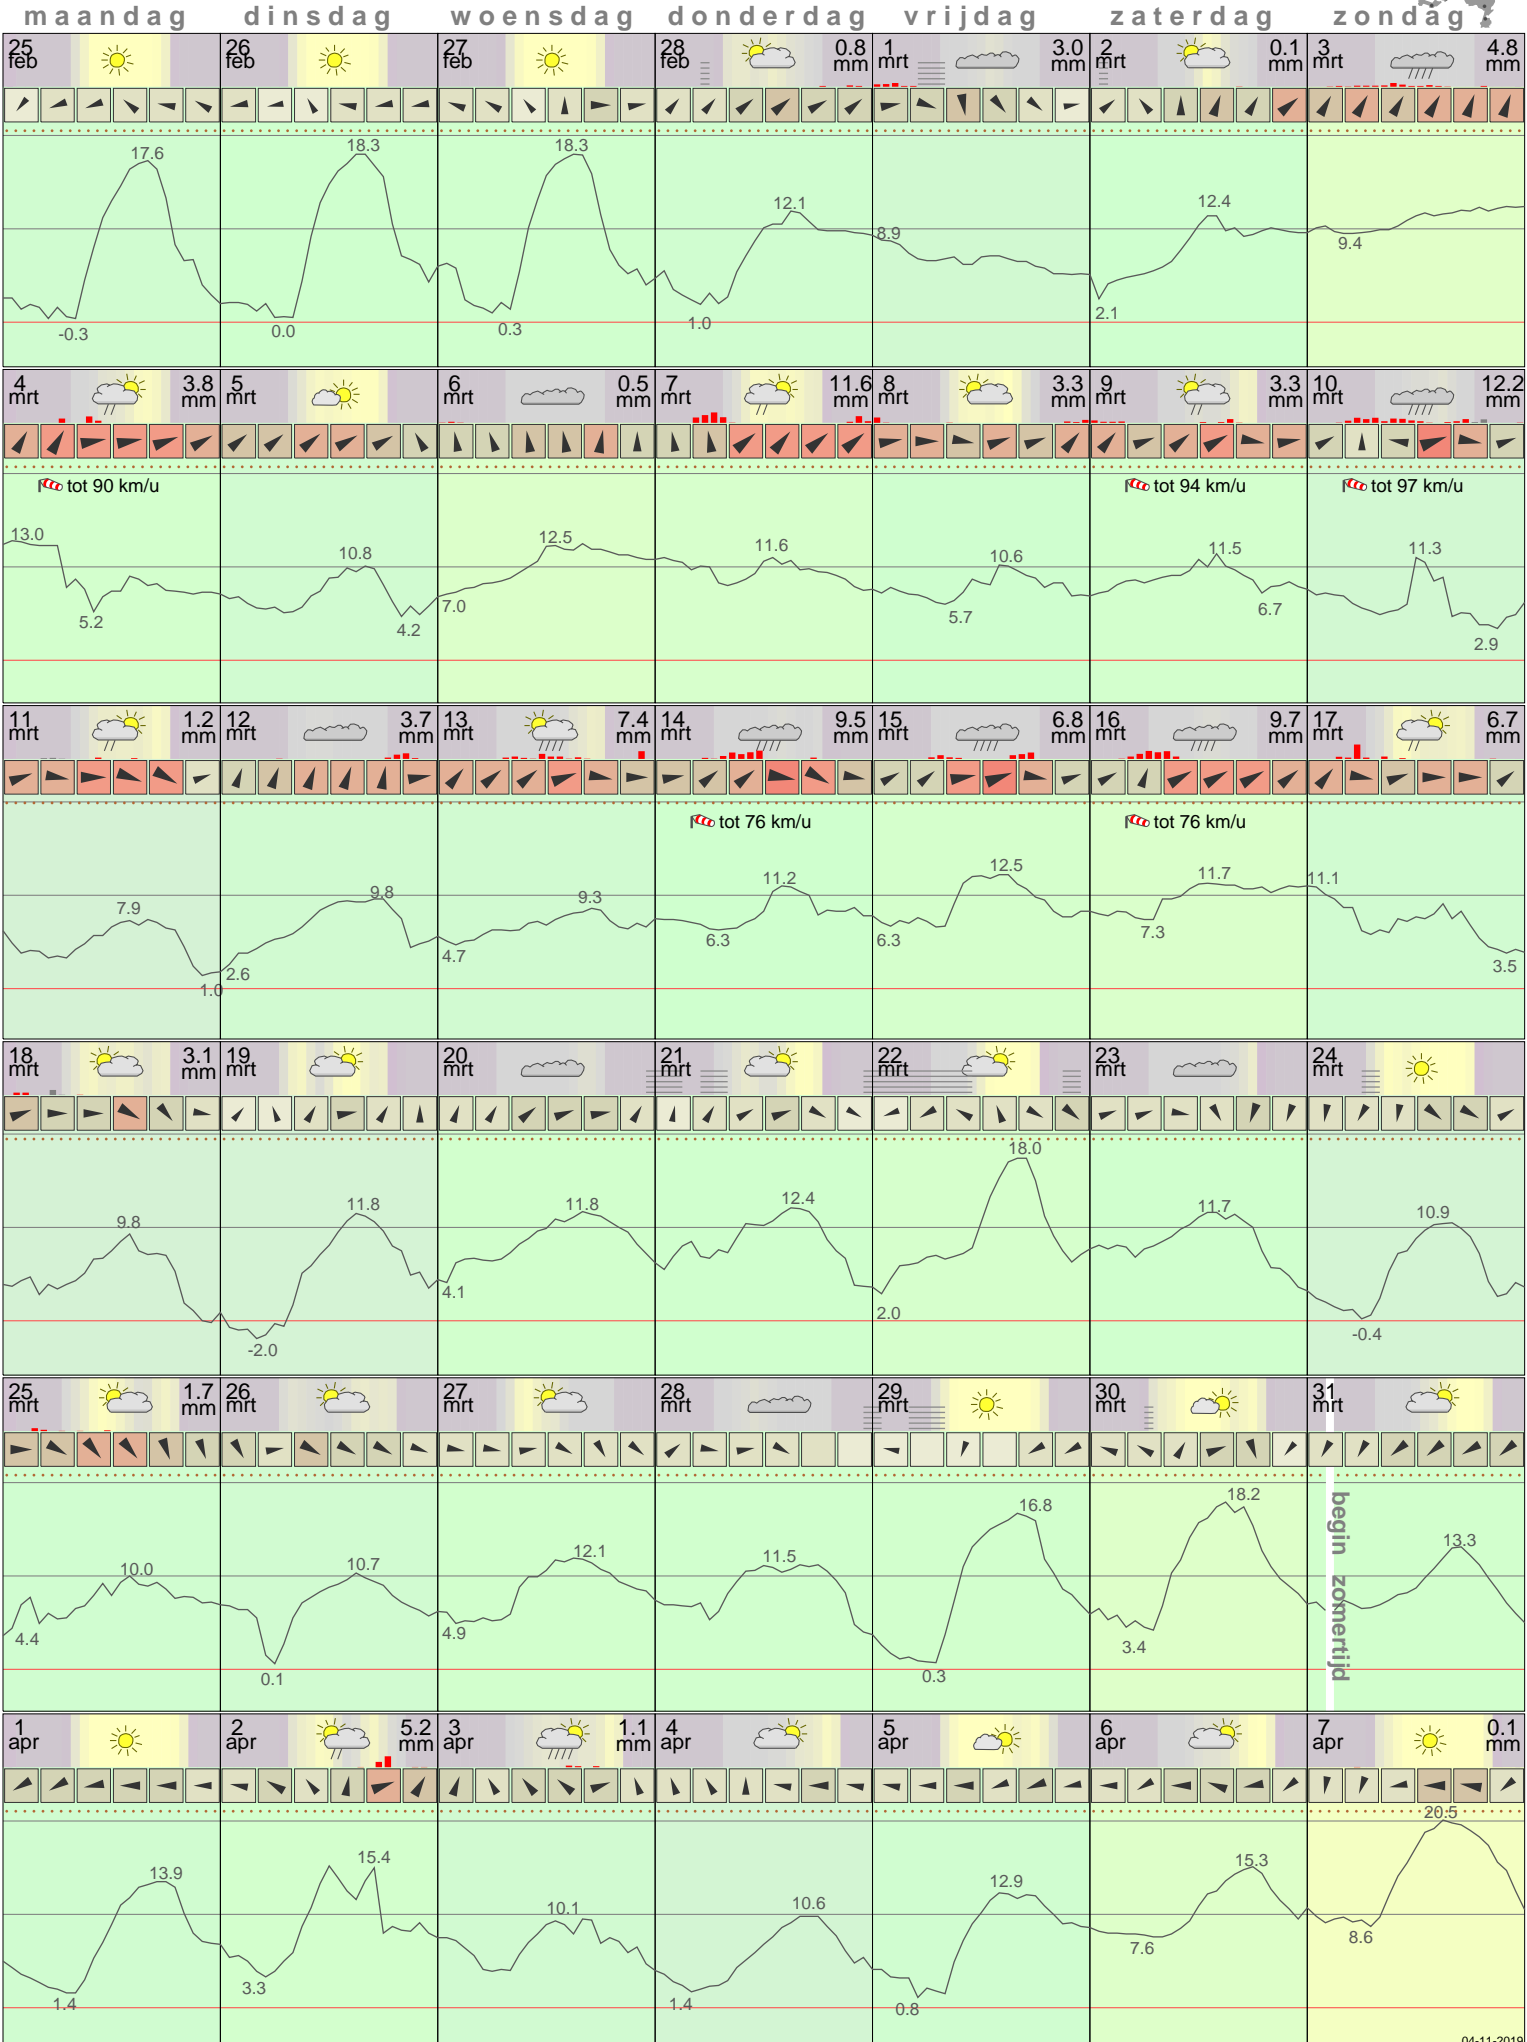 maandag dinsdag woensdag donderdag vrijdag zaterdag zondag
25 feb 26 feb 27 feb 28 feb 0.8 mm 1 mrt 3.0 mm 2 mrt 0.1 mm 3 mrt 4.8 mm
17.6 18.3 18.3 12.1 8.9 12.4 9.4
-0.3 0.0 0.3 1.0 2.1
4 mrt 3.8 mm 5 mrt 6 mrt 0.5 mm 7 mrt 11.6 mm 8 mrt 3.3 mm 9 mrt 3.3 mm 10 mrt 12.2 mm
tot 90 km/u tot 94 km/u tot 97 km/u
13.0 10.8 12.5 11.6 10.6 11.5 11.3
5.2 4.2 7.0 5.7 6.7 2.9
11 mrt 1.2 mm 12 mrt 3.7 mm 13 mrt 7.4 mm 14 mrt 9.5 mm 15 mrt 6.8 mm 16 mrt 9.7 mm 17 mrt 6.7 mm
tot 76 km/u tot 76 km/u
7.9 9.8 9.3 11.2 12.5 11.7 11.1
1.0 2.6 4.7 6.3 6.3 7.3 3.5
18 mrt 3.1 mm 19 mrt 20 mrt 21 mrt 22 mrt 23 mrt 24 mrt
9.8 11.8 11.8 12.4 18.0 11.7 10.9
-2.0 4.1 2.0 -0.4
25 mrt 1.7 mm 26 mrt 27 mrt 28 mrt 29 mrt 30 mrt 31 mrt
begin zomertijd
10.0 10.7 12.1 11.5 16.8 18.2 13.3
4.4 0.1 4.9 0.3 3.4
1 apr 2 apr 5.2 mm 3 apr 1.1 mm 4 apr 5 apr 6 apr 7 apr 0.1 mm
13.9 15.4 10.1 10.6 12.9 15.3 20.5
1.4 3.3 1.4 0.8 7.6 8.6
04-11-2019